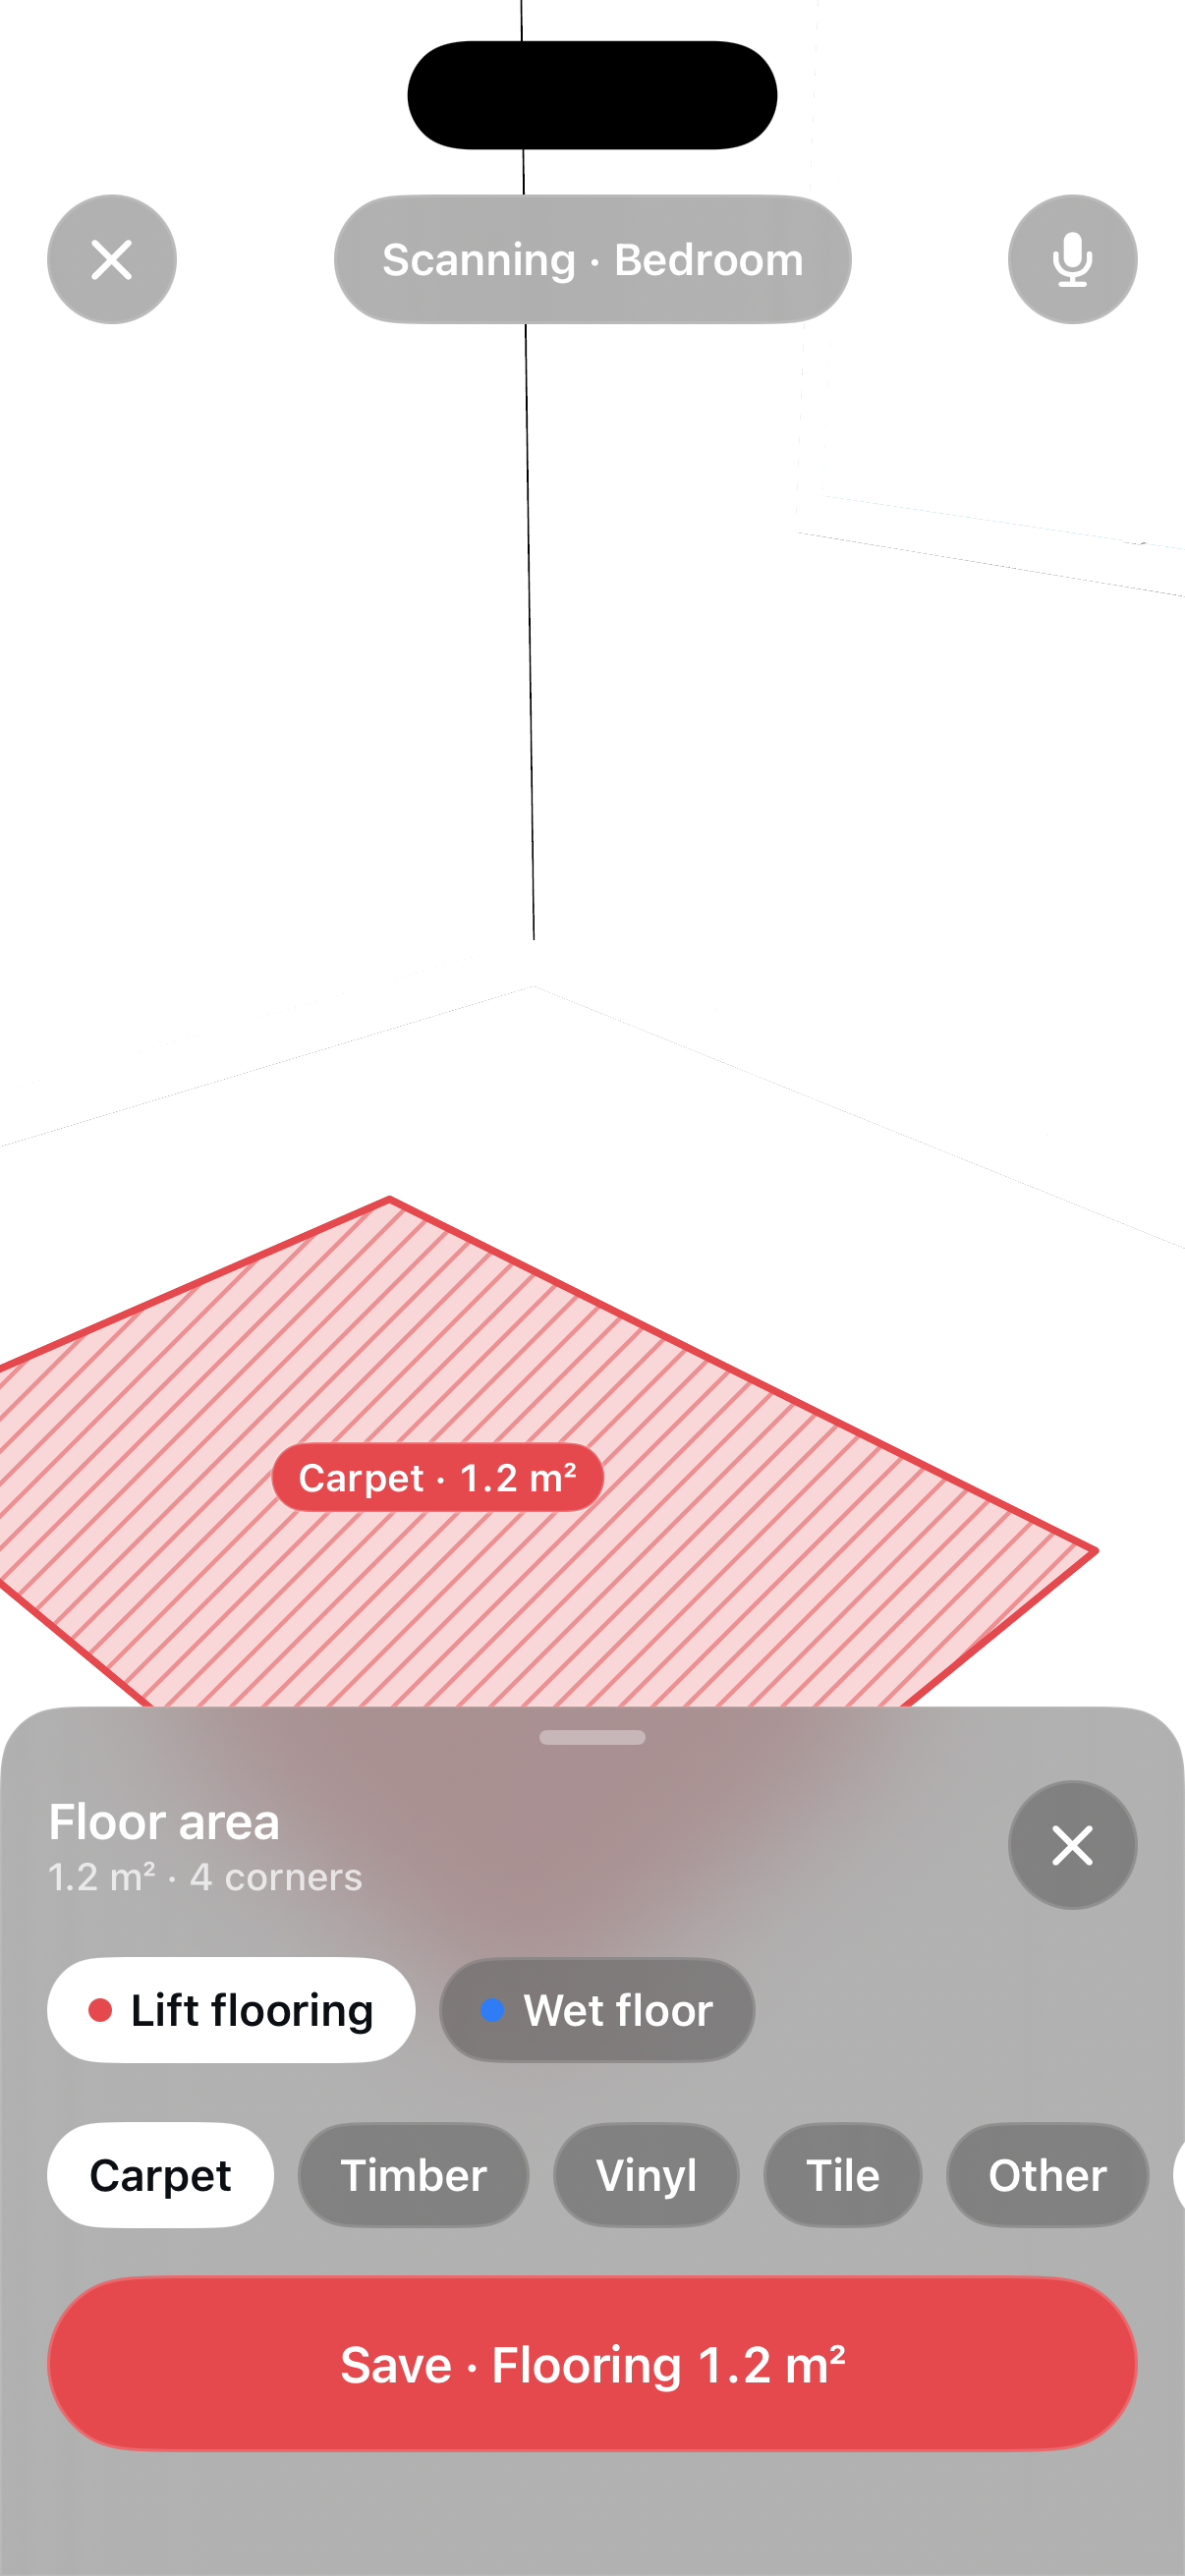 Scanning · Bedroom
Carpet · 1.2 m²
Floor area
1.2 m² · 4 corners
Lift flooring
Wet floor
Carpet Timber Vinyl Tile Other
Save · Flooring 1.2 m²